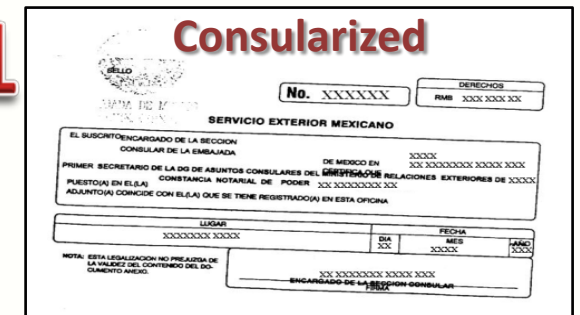 Consularized
SELLO
No. XXXXXX
DERECHOS
RMB XXX XXX XX
SERVICIO EXTERIOR MEXICANO
EL SUSCRITO ENCARGADO DE LA SECCION
CONSULAR DE LA EMBAJADA
DE MEXICO EN XXXX
CERTIFICA QUE XX XXXXXXXX XXXX XXX
PRIMER SECRETARIO DE LA DG DE ASUNTOS CONSULARES DEL MINISTERIO DE RELACIONES EXTERIORES DE XXXX
PUESTO(A) EN EL(LA) CONSTANCIA NOTARIAL DE PODER XX XXXXXXXX XX
ADJUNTO(A) COINCIDE CON EL(LA) QUE SE TIENE REGISTRADO(A) EN ESTA OFICINA
LUGAR
FECHA
XXXXXXXX XXXX
DIA MES AÑO
XX XXXX XXX
NOTA: ESTA LEGALIZACION NO PREJUZGA DE
LA VALIDEZ DEL CONTENIDO DEL DO-
CUMENTO ANEXO.
XX XXXXXXX XXXX XXX
ENCARGADO DE LA SECCION CONSULAR
FIRMA